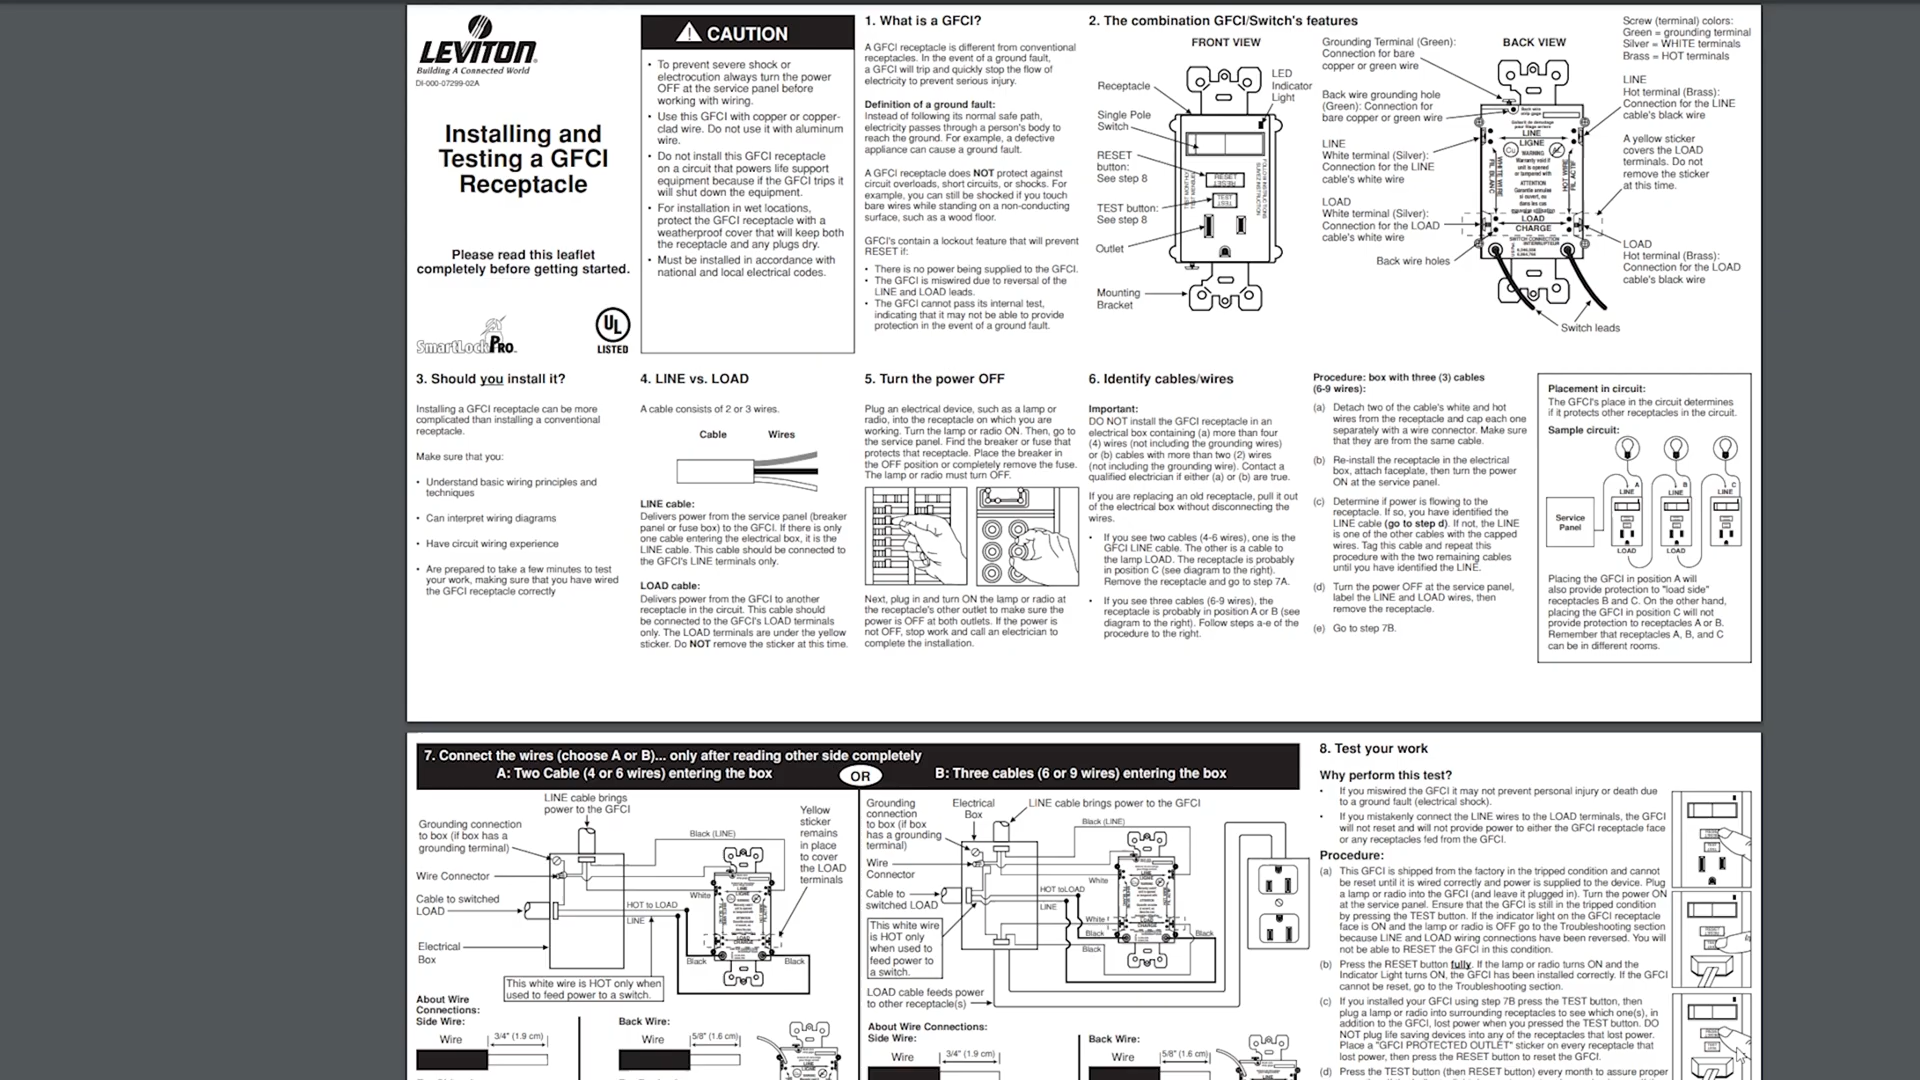 LEVITON
Building A Connected World
DI-000-07299-02A
Installing and
Testing a GFCI
Receptacle
Please read this leaflet
completely before getting started.
SmartLock PRO
UL
LISTED
CAUTION
• To prevent severe shock or
electrocution always turn the power
OFF at the service panel before
working with wiring.
• Use this GFCI with copper or copper-
clad wire. Do not use it with aluminum
wire.
• Do not install this GFCI receptacle
on a circuit that powers life support
equipment because if the GFCI trips it
will shut down the equipment.
• For installation in wet locations,
protect the GFCI receptacle with a
weatherproof cover that will keep both
the receptacle and any plugs dry.
• Must be installed in accordance with
national and local electrical codes.
1. What is a GFCI?
A GFCI receptacle is different from conventional
receptacles. In the event of a ground fault,
a GFCI will trip and quickly stop the flow of
electricity to prevent serious injury.
Definition of a ground fault:
Instead of following its normal safe path,
electricity passes through a person's body to
reach the ground. For example, a defective
appliance can cause a ground fault.
A GFCI receptacle does NOT protect against
circuit overloads, short circuits, or shocks. For
example, you can still be shocked if you touch
bare wires while standing on a non-conducting
surface, such as a wood floor.
GFCI's contain a lockout feature that will prevent
RESET if:
• There is no power being supplied to the GFCI.
• The GFCI is miswired due to reversal of the
LINE and LOAD leads.
• The GFCI cannot pass its internal test,
indicating that it may not be able to provide
protection in the event of a ground fault.
2. The combination GFCI/Switch's features
FRONT VIEW
Receptacle
Single Pole
Switch
RESET
button:
See step 8
TEST button:
See step 8
Outlet
Mounting
Bracket
LED
Indicator
Light
RESET
TEST
BACK VIEW
Grounding Terminal (Green):
Connection for bare
copper or green wire
Back wire grounding hole
(Green): Connection for
bare copper or green wire
LINE
White terminal (Silver):
Connection for the LINE
cable's white wire
LOAD
White terminal (Silver):
Connection for the LOAD
cable's white wire
Back wire holes
LINE
LIGNE
LOAD
CHARGE
Switch leads
Screw (terminal) colors:
Green = grounding terminal
Silver = WHITE terminals
Brass = HOT terminals
LINE
Hot terminal (Brass):
Connection for the LINE
cable's black wire
A yellow sticker
covers the LOAD
terminals. Do not
remove the sticker
at this time.
LOAD
Hot terminal (Brass):
Connection for the LOAD
cable's black wire
3. Should you install it?
Installing a GFCI receptacle can be more
complicated than installing a conventional
receptacle.
Make sure that you:
• Understand basic wiring principles and
techniques
• Can interpret wiring diagrams
• Have circuit wiring experience
• Are prepared to take a few minutes to test
your work, making sure that you have wired
the GFCI receptacle correctly
4. LINE vs. LOAD
A cable consists of 2 or 3 wires.
Cable Wires
LINE cable:
Delivers power from the service panel (breaker
panel or fuse box) to the GFCI. If there is only
one cable entering the electrical box, it is the
LINE cable. This cable should be connected to
the GFCI's LINE terminals only.
LOAD cable:
Delivers power from the GFCI to another
receptacle in the circuit. This cable should
be connected to the GFCI's LOAD terminals
only. The LOAD terminals are under the yellow
sticker. Do NOT remove the sticker at this time.
5. Turn the power OFF
Plug an electrical device, such as a lamp or
radio, into the receptacle on which you are
working. Turn the lamp or radio ON. Then, go to
the service panel. Find the breaker or fuse that
protects that receptacle. Place the breaker in
the OFF position or completely remove the fuse.
The lamp or radio must turn OFF.
Next, plug in and turn ON the lamp or radio at
the receptacle's other outlet to make sure the
power is OFF at both outlets. If the power is
not OFF, stop work and call an electrician to
complete the installation.
6. Identify cables/wires
Important:
DO NOT install the GFCI receptacle in an
electrical box containing (a) more than four
(4) wires (not including the grounding wires)
or (b) cables with more than two (2) wires
(not including the grounding wire). Contact a
qualified electrician if either (a) or (b) are true.
If you are replacing an old receptacle, pull it out
of the electrical box without disconnecting the
wires.
• If you see two cables (4-6 wires), one is the
GFCI LINE cable. The other is a cable to
the lamp LOAD. The receptacle is probably
in position C (see diagram to the right).
Remove the receptacle and go to step 7A.
• If you see three cables (6-9 wires), the
receptacle is probably in position A or B (see
diagram to the right). Follow steps a-e of the
procedure to the right.
Procedure: box with three (3) cables
(6-9 wires):
(a) Detach two of the cable's white and hot
wires from the receptacle and cap each one
separately with a wire connector. Make sure
that they are from the same cable.
(b) Re-install the receptacle in the electrical
box, attach faceplate, then turn the power
ON at the service panel.
(c) Determine if power is flowing to the
receptacle. If so, you have identified the
LINE cable (go to step d). If not, the LINE
is one of the other cables with the capped
wires. Tag this cable and repeat this
procedure with the two remaining cables
until you have identified the LINE.
(d) Turn the power OFF at the service panel,
label the LINE and LOAD wires, then
remove the receptacle.
(e) Go to step 7B.
Placement in circuit:
The GFCI's place in the circuit determines
if it protects other receptacles in the circuit.
Sample circuit:
A B C
LINE LINE LINE
Service
Panel
LOAD LOAD LOAD
Placing the GFCI in position A will
also provide protection to "load side"
receptacles B and C. On the other hand,
placing the GFCI in position C will not
provide protection to receptacles A or B.
Remember that receptacles A, B, and C
can be in different rooms.
7. Connect the wires (choose A or B)... only after reading other side completely
A: Two Cable (4 or 6 wires) entering the box
OR
B: Three cables (6 or 9 wires) entering the box
LINE cable brings
power to the GFCI
Grounding connection
to box (if box has a
grounding terminal)
Wire Connector
Cable to switched
LOAD
Electrical
Box
Black (LINE)
White
HOT to LOAD
LINE
Black
Black
Yellow
sticker
remains
in place
to cover
the LOAD
terminals
This white wire is HOT only when
used to feed power to a switch.
About Wire
Connections:
Side Wire:
Wire 3/4" (1.9 cm)
Back Wire:
Wire 5/8" (1.6 cm)
Grounding
connection
to box (if box
has a grounding
terminal)
Electrical
Box
LINE cable brings power to the GFCI
Wire
Connector
Cable to
switched LOAD
Black (LINE)
White
HOT to LOAD
LINE
White
Black
Black
Black
This white wire
is HOT only
when used to
feed power to
a switch.
LOAD cable feeds power
to other receptacle(s)
About Wire Connections:
Side Wire:
Wire 3/4" (1.9 cm)
Back Wire:
Wire 5/8" (1.6 cm)
8. Test your work
Why perform this test?
• If you miswired the GFCI it may not prevent personal injury or death due
to a ground fault (electrical shock).
• If you mistakenly connect the LINE wires to the LOAD terminals, the GFCI
will not reset and will not provide power to either the GFCI receptacle face
or any receptacles fed from the GFCI.
Procedure:
(a) This GFCI is shipped from the factory in the tripped condition and cannot
be reset until it is wired correctly and power is supplied to the device. Plug
a lamp or radio into the GFCI (and leave it plugged in). Turn the power ON
at the service panel. Ensure that the GFCI is still in the tripped condition
by pressing the TEST button. If the indicator light on the GFCI receptacle
face is ON and the lamp or radio is OFF go to the Troubleshooting section
because LINE and LOAD wiring connections have been reversed. You will
not be able to RESET the GFCI in this condition.
(b) Press the RESET button fully. If the lamp or radio turns ON and the
Indicator Light turns ON, the GFCI has been installed correctly. If the GFCI
cannot be reset, go to the Troubleshooting section.
(c) If you installed your GFCI using step 7B press the TEST button, then
plug a lamp or radio into surrounding receptacles to see which one(s), in
addition to the GFCI, lost power when you pressed the TEST button. DO
NOT plug life saving devices into any of the receptacles that lost power.
Place a "GFCI PROTECTED OUTLET" sticker on every receptacle that
lost power, then press the RESET button to reset the GFCI.
(d) Press the TEST button (then RESET button) every month to assure proper